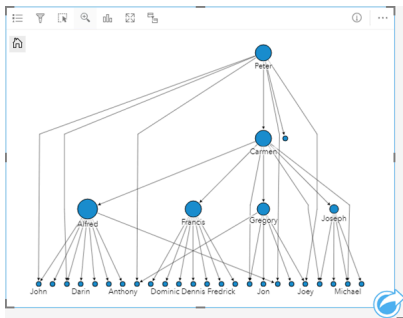 Peter
Carmen
Alfred Francis Gregory Joseph
John Darin Anthony Dominic Dennis Fredrick Jon Joey Michael